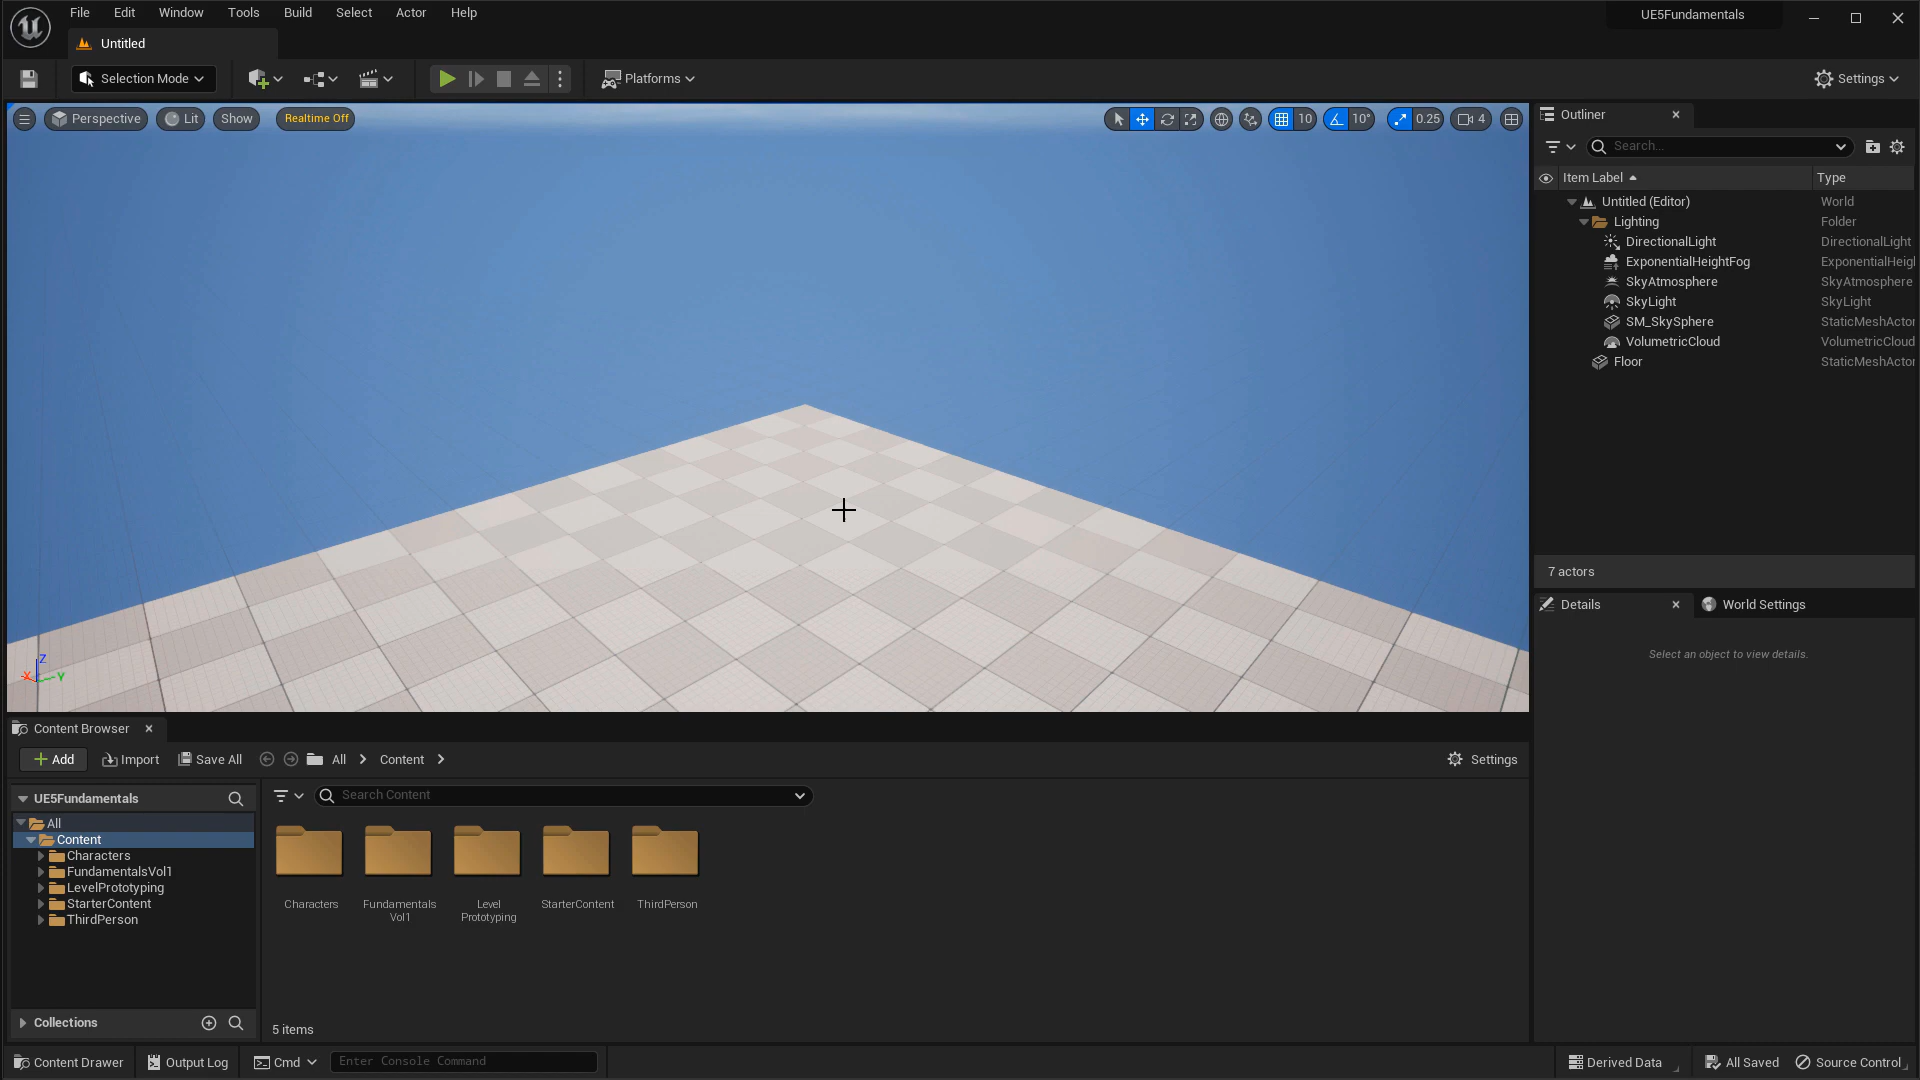 File Edit Window Tools Build Select Actor Help
UE5Fundamentals
Untitled
Selection Mode
Platforms
Settings
Perspective Lit Show Realtime Off
10 10° 0.25 4
Outliner
Search...
Item Label Type
Untitled (Editor) World
Lighting Folder
DirectionalLight DirectionalLight
ExponentialHeightFog ExponentialHeigl
SkyAtmosphere SkyAtmosphere
SkyLight SkyLight
SM_SkySphere StaticMeshActor
VolumetricCloud VolumetricCloud
Floor StaticMeshActor
7 actors
Details World Settings
Select an object to view details.
Z
X Y
Content Browser
Add Import Save All All Content Settings
UE5Fundamentals
Search Content
All
Content
Characters
FundamentalsVol1
LevelPrototyping
StarterContent
ThirdPerson
Characters
Fundamentals
Vol1
Level
Prototyping
StarterContent
ThirdPerson
Collections
5 items
Content Drawer Output Log Cmd Enter Console Command Derived Data All Saved Source Control